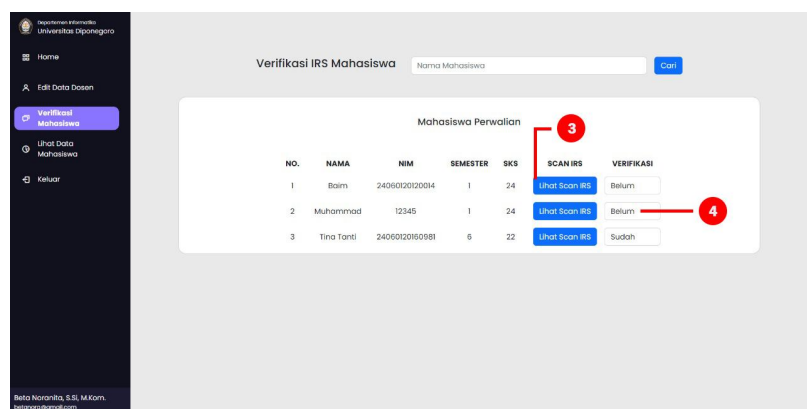 Departemen Informatika
Universitas Diponegoro
Home
Edit Data Dosen
Verifikasi
Mahasiswa
Lihat Data
Mahasiswa
Keluar
Beta Noranita, S.Si, M.Kom.
betanora@gmail.com
Verifikasi IRS Mahasiswa Nama Mahasiswa Cari
Mahasiswa Perwalian
3
NO. NAMA NIM SEMESTER SKS SCAN IRS VERIFIKASI
1 Baim 24060120120014 1 24 Lihat Scan IRS Belum
2 Muhammad 12345 1 24 Lihat Scan IRS Belum 4
3 Tina Tanti 24060120160981 6 22 Lihat Scan IRS Sudah